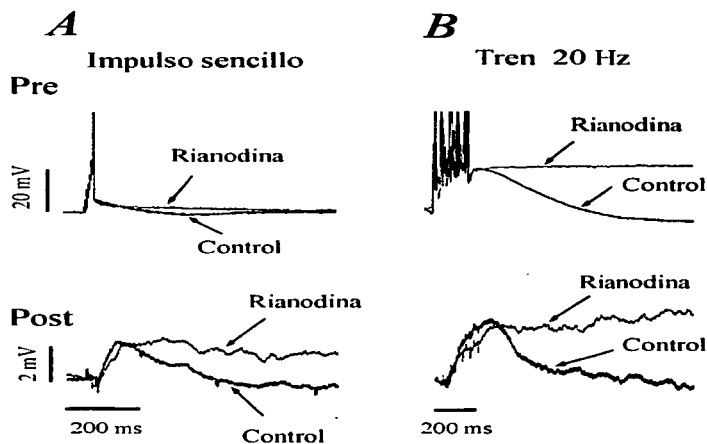 A
Impulso sencillo
Pre
20 mV
Rianodina
Control
Post
2 mV
Rianodina
Control
200 ms
B
Tren 20 Hz
Rianodina
Control
Rianodina
Control
200 ms